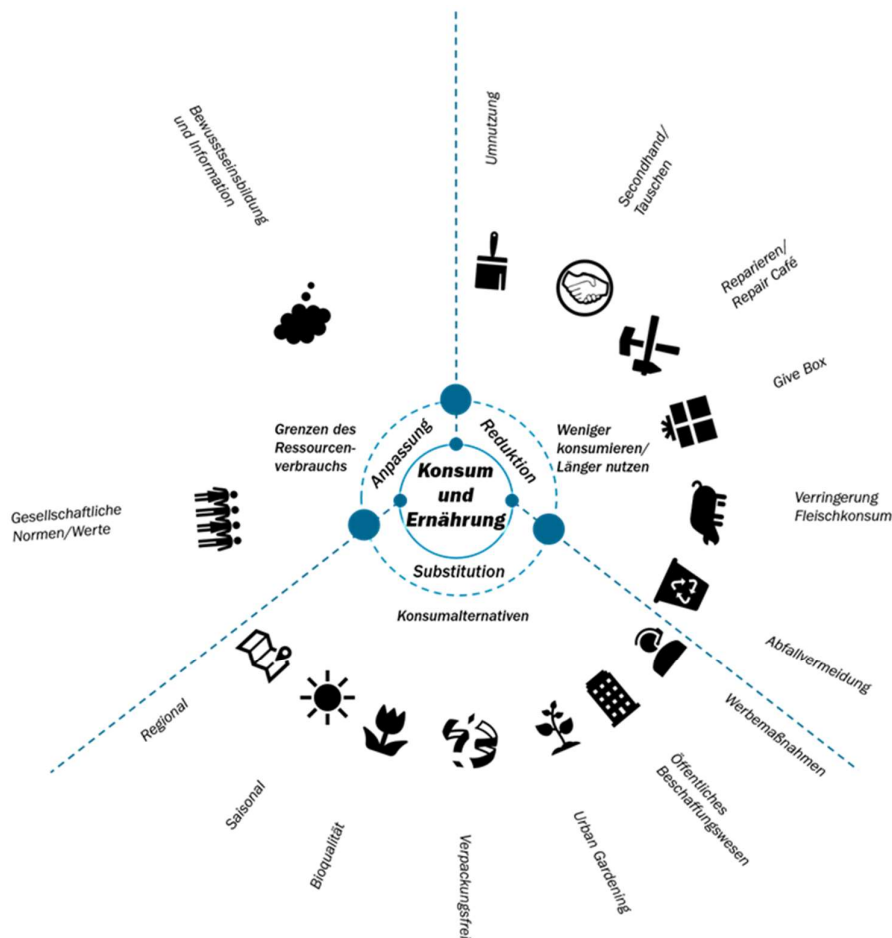 Konsum
und
Ernährung
Anpassung
Reduktion
Substitution
Grenzen des
Ressourcen-
verbrauchs
Weniger
konsumieren/
Länger nutzen
Konsumalternativen
Bewusstseinsbildung
und Information
Gesellschaftliche
Normen/Werte
Umnutzung
Secondhand/
Tauschen
Reparieren/
Repair Café
Give Box
Verringerung
Fleischkonsum
Abfallvermeidung
Werbemaßnahmen
Öffentliches
Beschaffungswesen
Urban Gardening
Verpackungsfrei
Bioqualität
Saisonal
Regional